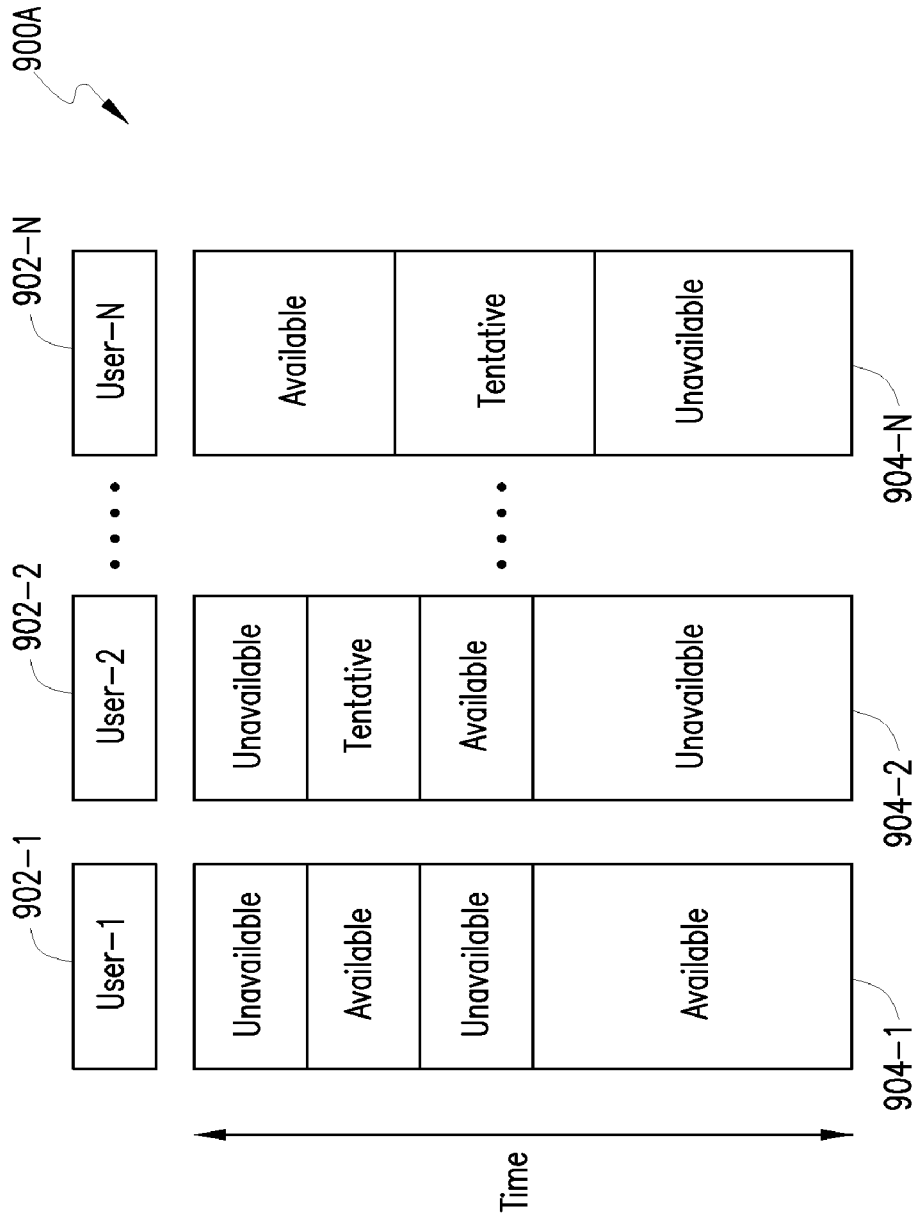 900A
902-1
902-2
902-N
User-1
User-2
User-N
Time
Unavailable
Available
Unavailable
Available
Unavailable
Tentative
Available
Unavailable
Available
Tentative
Unavailable
904-1
904-2
904-N